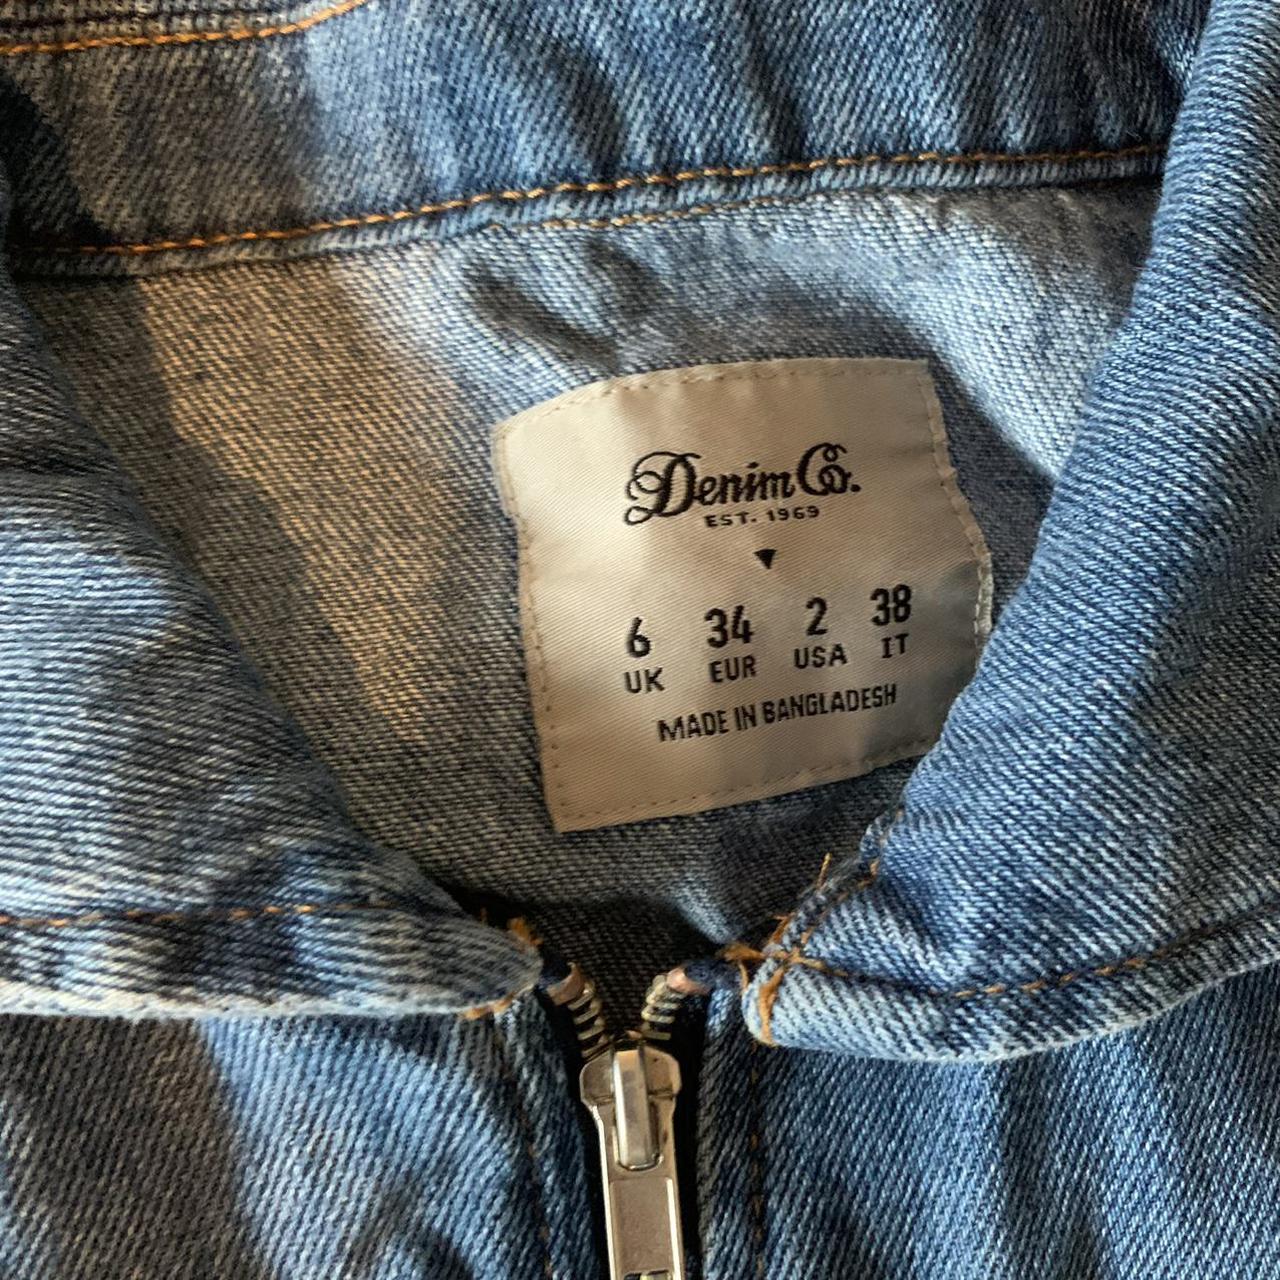 Denim Co.
EST. 1969
6 34 2 38
UK EUR USA IT
MADE IN BANGLADESH